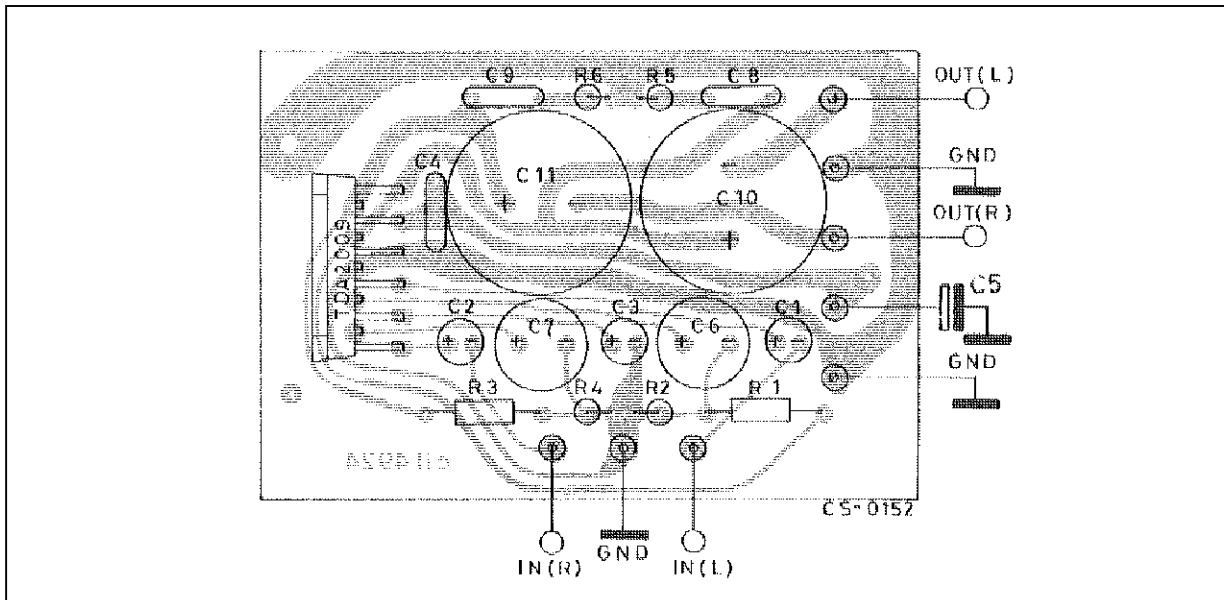 C9 R6 R5 C8 OUT(L)
GND
C4 C11 C10
OUT(R)
TDA2009
C5
C2 C7 C3 C6 C1
GND
R3 R4 R2 R1
CS-0152
GND
IN(R) IN(L)